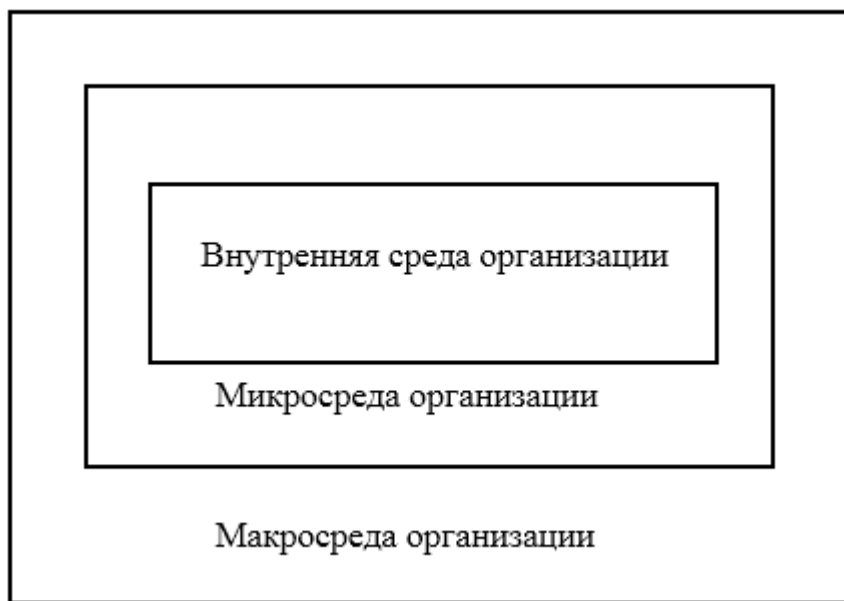 Внутренняя среда организации
Микросреда организации
Макросреда организации